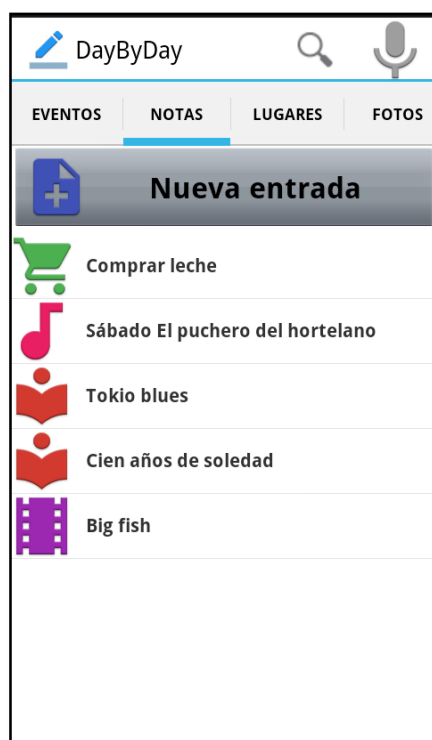 DayByDay
EVENTOS NOTAS LUGARES FOTOS
Nueva entrada
Comprar leche
Sábado El puchero del hortelano
Tokio blues
Cien años de soledad
Big fish